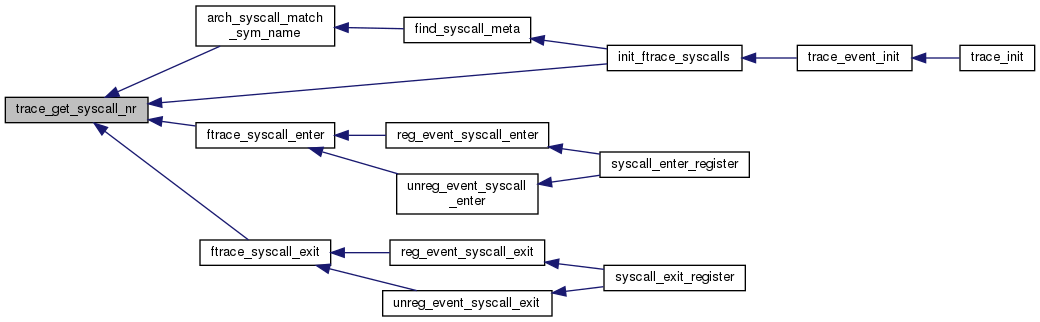 arch_syscall_match
_sym_name
find_syscall_meta
init_ftrace_syscalls
trace_event_init
trace_init
trace_get_syscall_nr
ftrace_syscall_enter
reg_event_syscall_enter
syscall_enter_register
unreg_event_syscall
_enter
ftrace_syscall_exit
reg_event_syscall_exit
syscall_exit_register
unreg_event_syscall_exit